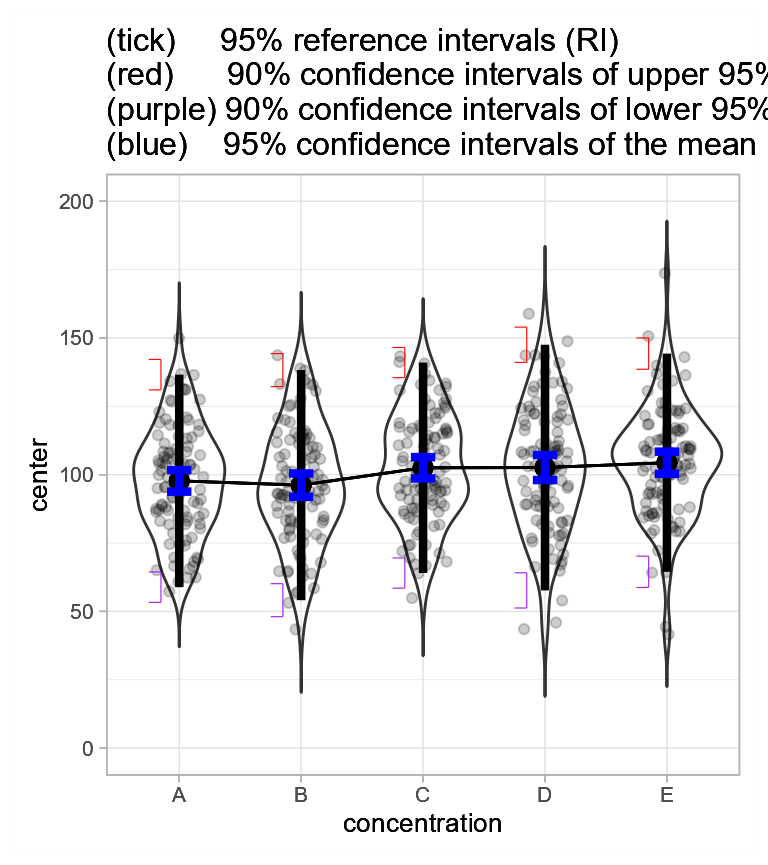 (tick) 95% reference intervals (RI)
(red) 90% confidence intervals of upper 95%
(purple) 90% confidence intervals of lower 95%
(blue) 95% confidence intervals of the mean
200
150
100
50
0
center
A B C D E
concentration